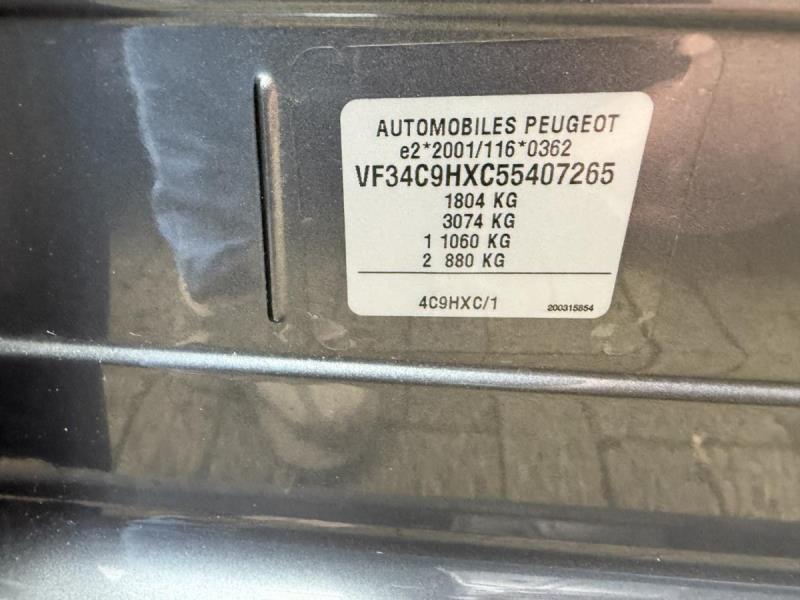 AUTOMOBILES PEUGEOT
e2*2001/116*0362
VF34C9HXC55407265
1804 KG
3074 KG
1 1060 KG
2 880 KG
4C9HXC/1 200315854